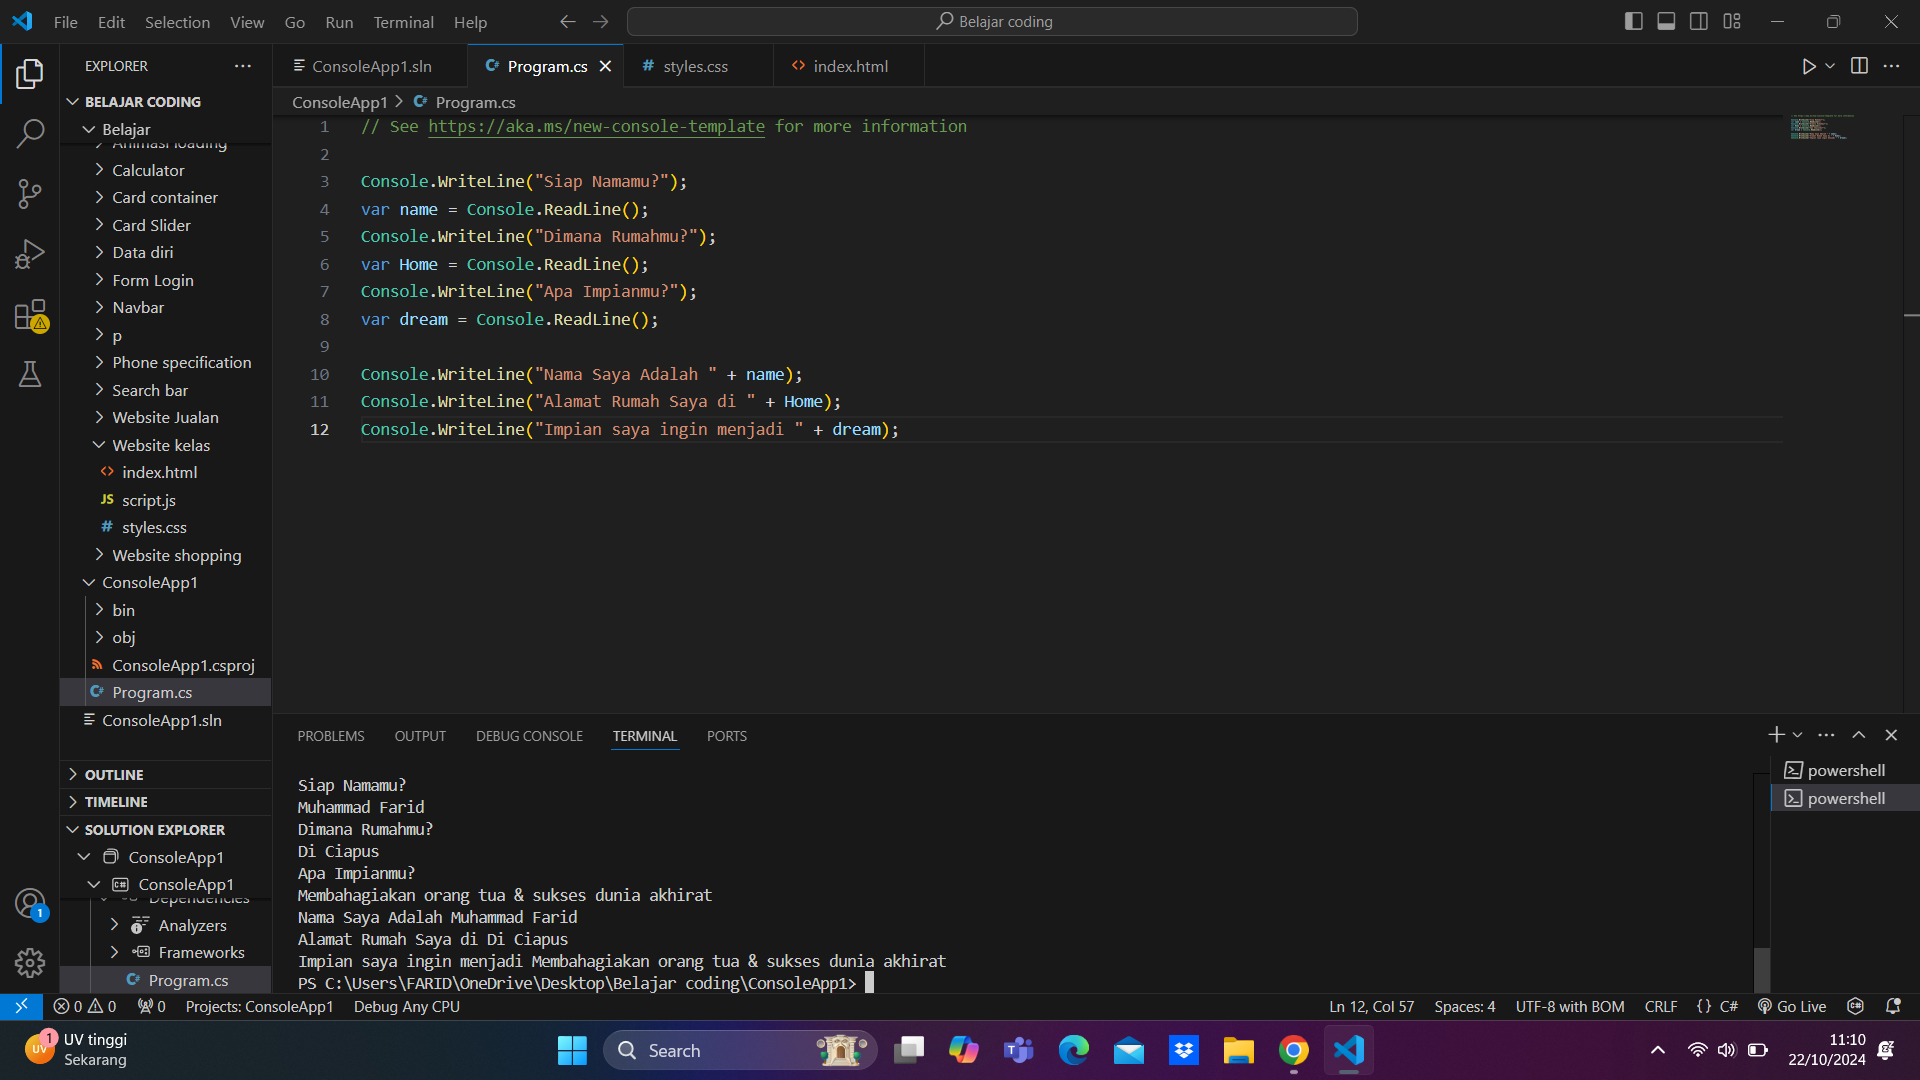 File Edit Selection View Go Run Terminal Help
Belajar coding
EXPLORER
BELAJAR CODING
Belajar
Animasi loading
Calculator
Card container
Card Slider
Data diri
Form Login
Navbar
p
Phone specification
Search bar
Website Jualan
Website kelas
index.html
JS script.js
# styles.css
Website shopping
ConsoleApp1
bin
obj
ConsoleApp1.csproj
C# Program.cs
ConsoleApp1.sln
OUTLINE
TIMELINE
SOLUTION EXPLORER
ConsoleApp1
C# ConsoleApp1
Dependencies
Analyzers
Frameworks
C# Program.cs
ConsoleApp1.sln
C# Program.cs
# styles.css
<> index.html
ConsoleApp1 > C# Program.cs
1 // See https://aka.ms/new-console-template for more information
2
3 Console.WriteLine("Siap Namamu?");
4 var name = Console.ReadLine();
5 Console.WriteLine("Dimana Rumahmu?");
6 var Home = Console.ReadLine();
7 Console.WriteLine("Apa Impianmu?");
8 var dream = Console.ReadLine();
9
10 Console.WriteLine("Nama Saya Adalah " + name);
11 Console.WriteLine("Alamat Rumah Saya di " + Home);
12 Console.WriteLine("Impian saya ingin menjadi " + dream);
PROBLEMS OUTPUT DEBUG CONSOLE TERMINAL PORTS
Siap Namamu?
Muhammad Farid
Dimana Rumahmu?
Di Ciapus
Apa Impianmu?
Membahagiakan orang tua & sukses dunia akhirat
Nama Saya Adalah Muhammad Farid
Alamat Rumah Saya di Di Ciapus
Impian saya ingin menjadi Membahagiakan orang tua & sukses dunia akhirat
PS C:\Users\FARID\OneDrive\Desktop\Belajar coding\ConsoleApp1>
powershell
powershell
1
0 0 0 Projects: ConsoleApp1 Debug Any CPU
Ln 12, Col 57 Spaces: 4 UTF-8 with BOM CRLF {} C# Go Live
UV 1
UV tinggi
Sekarang
Search
11:10
22/10/2024